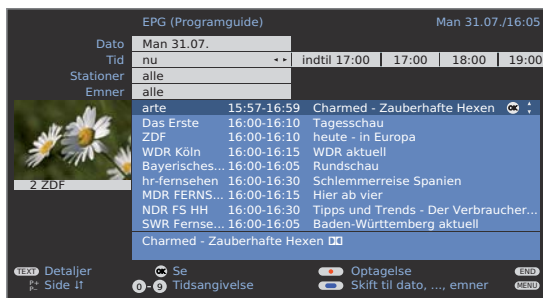 EPG (Programguide) Man 31.07./16:05
Dato Man 31.07.
Tid nu indtil 17:00 17:00 18:00 19:00
Stationer alle
Emner alle
arte 15:57-16:59 Charmed - Zauberhafte Hexen OK
Das Erste 16:00-16:10 Tagesschau
ZDF 16:00-16:10 heute - in Europa
WDR Köln 16:00-16:15 WDR aktuell
Bayerisches... 16:00-16:05 Rundschau
hr-fernsehen 16:00-16:30 Schlemmerreise Spanien
MDR FERNS... 16:00-16:15 Hier ab vier
NDR FS HH 16:00-16:30 Tipps und Trends - Der Verbraucher...
SWR Fernse... 16:00-16:05 Baden-Württemberg aktuell
2 ZDF
Charmed - Zauberhafte Hexen
TEXT Detaljer OK Se Optagelse END
P+ P- Side 0-9 Tidsangivelse Skift til dato, ..., emner MENU